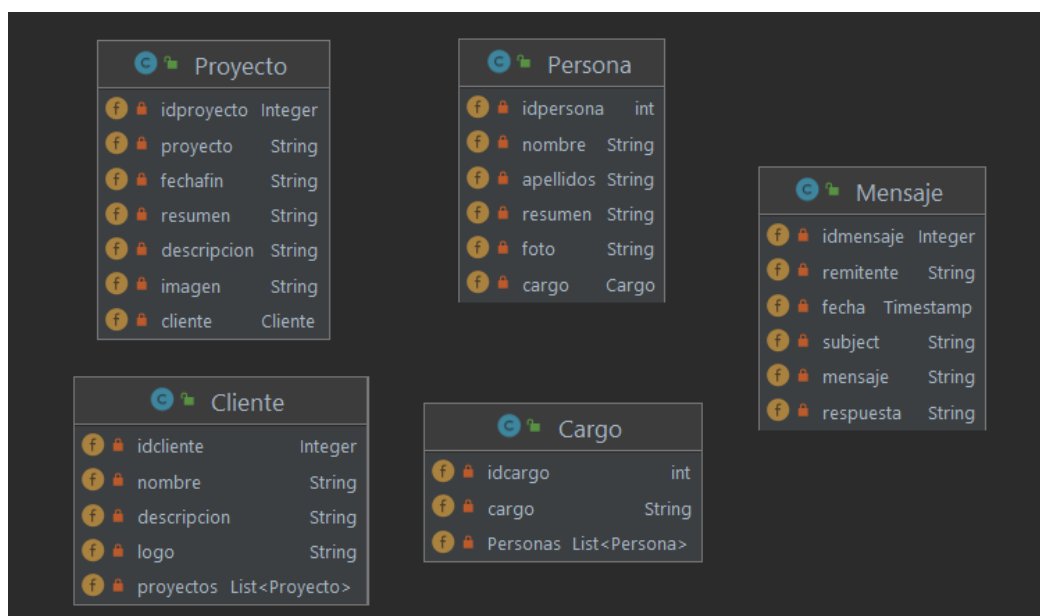 Proyecto
idproyecto Integer
proyecto String
fechafin String
resumen String
descripcion String
imagen String
cliente Cliente
Persona
idpersona int
nombre String
apellidos String
resumen String
foto String
cargo Cargo
Mensaje
idmensaje Integer
remitente String
fecha Timestamp
subject String
mensaje String
respuesta String
Cliente
idcliente Integer
nombre String
descripcion String
logo String
proyectos List<Proyecto>
Cargo
idcargo int
cargo String
Personas List<Persona>